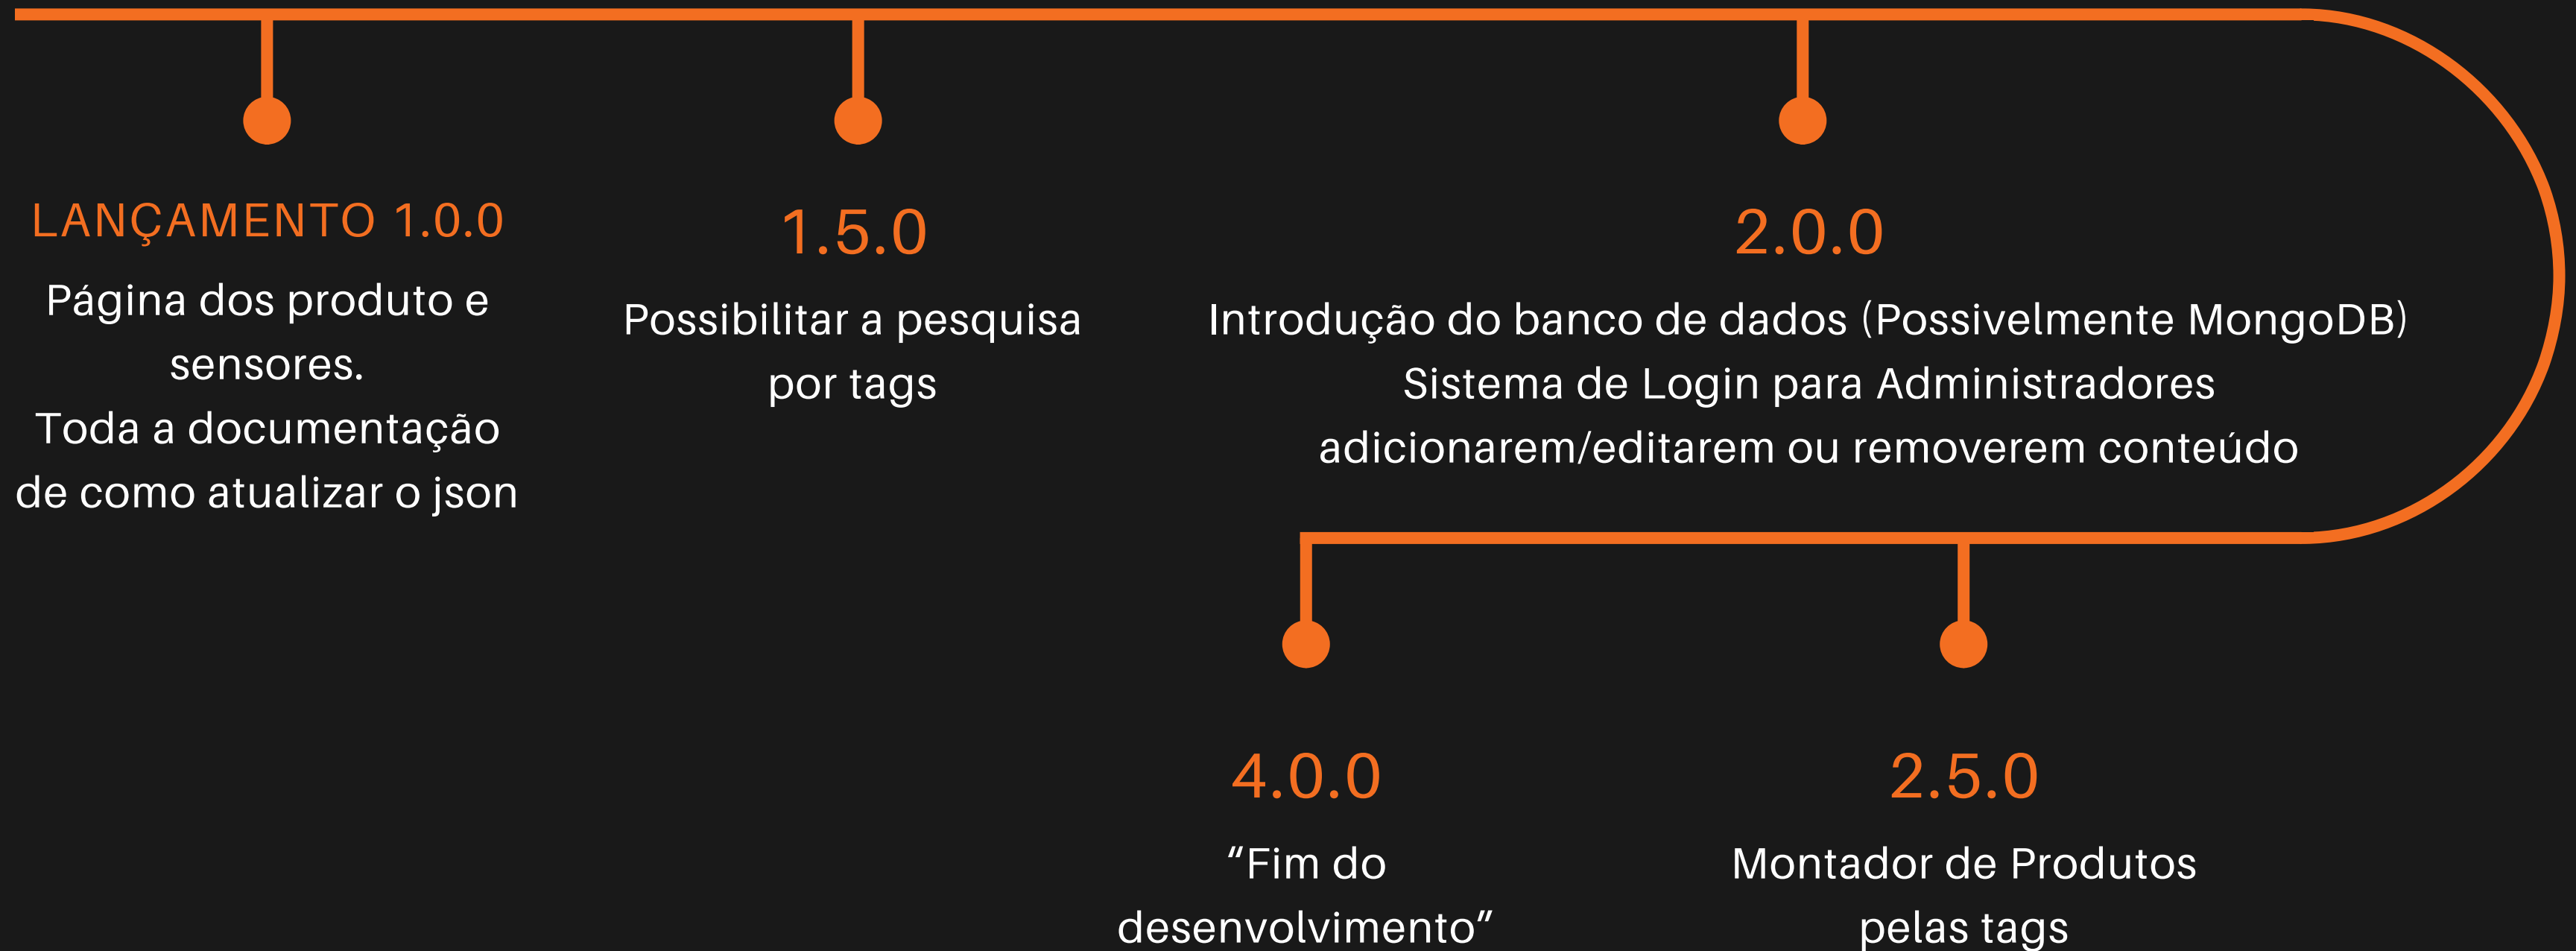 LANÇAMENTO 1.0.0
Página dos produto e
sensores.
Toda a documentação
de como atualizar o json
1.5.0
Possibilitar a pesquisa
por tags
2.0.0
Introdução do banco de dados (Possivelmente MongoDB)
Sistema de Login para Administradores
adicionarem/editarem ou removerem conteúdo
4.0.0
“Fim do
desenvolvimento”
2.5.0
Montador de Produtos
pelas tags